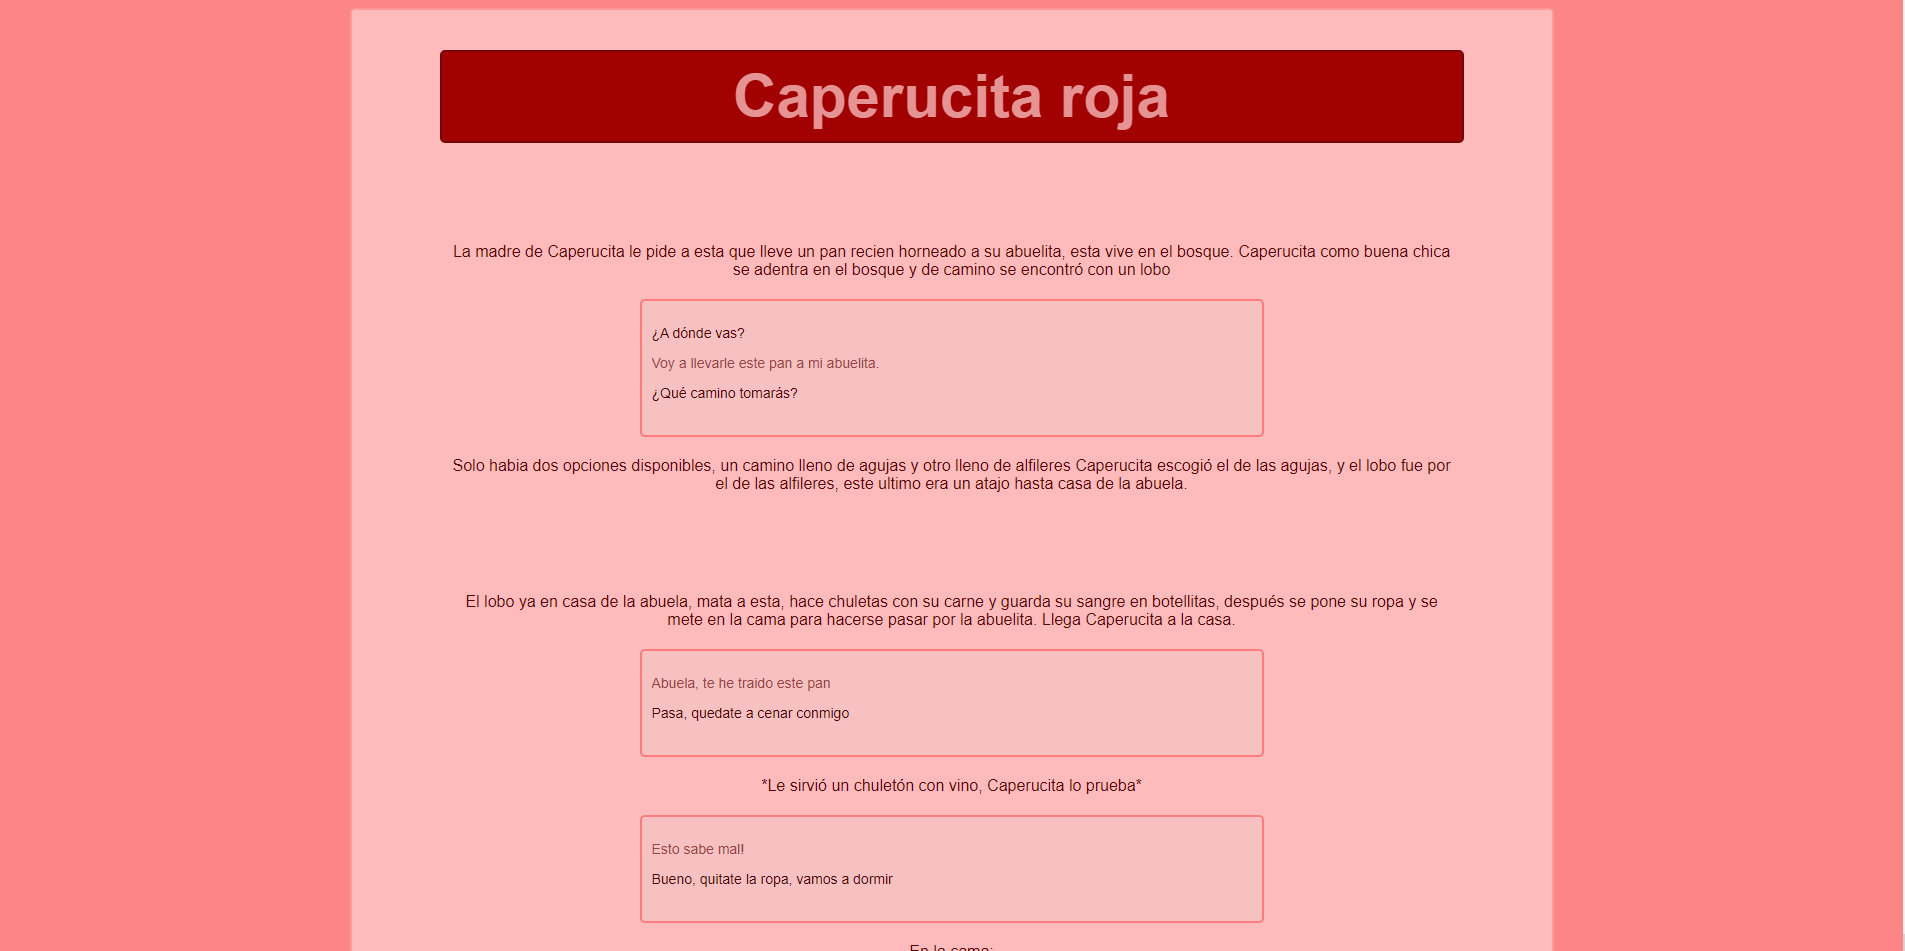 Caperucita roja
La madre de Caperucita le pide a esta que lleve un pan recien horneado a su abuelita, esta vive en el bosque. Caperucita como buena chica
se adentra en el bosque y de camino se encontró con un lobo
¿A dónde vas?
Voy a llevarle este pan a mi abuelita.
¿Qué camino tomarás?
Solo habia dos opciones disponibles, un camino lleno de agujas y otro lleno de alfileres Caperucita escogió el de las agujas, y el lobo fue por
el de las alfileres, este ultimo era un atajo hasta casa de la abuela.
El lobo ya en casa de la abuela, mata a esta, hace chuletas con su carne y guarda su sangre en botellitas, después se pone su ropa y se
mete en la cama para hacerse pasar por la abuelita. Llega Caperucita a la casa.
Abuela, te he traido este pan
Pasa, quedate a cenar conmigo
*Le sirvió un chuletón con vino, Caperucita lo prueba*
Esto sabe mal!
Bueno, quitate la ropa, vamos a dormir
En la cama: